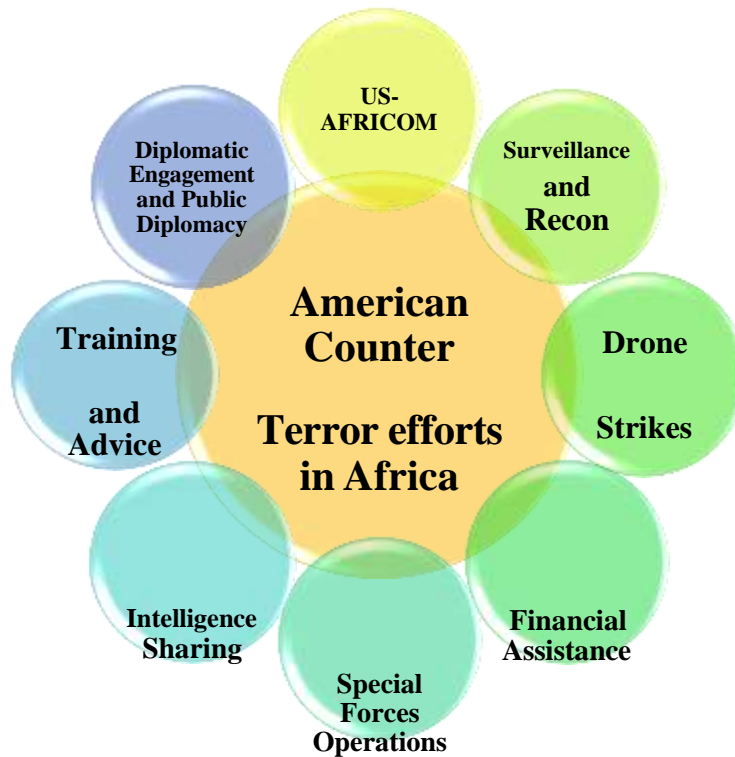 US-
AFRICOM
Surveillance
and
Recon
Drone
Strikes
Financial
Assistance
Special
Forces
Operations
Intelligence
Sharing
Training
and
Advice
Diplomatic
Engagement
and Public
Diplomacy
American
Counter
Terror efforts
in Africa